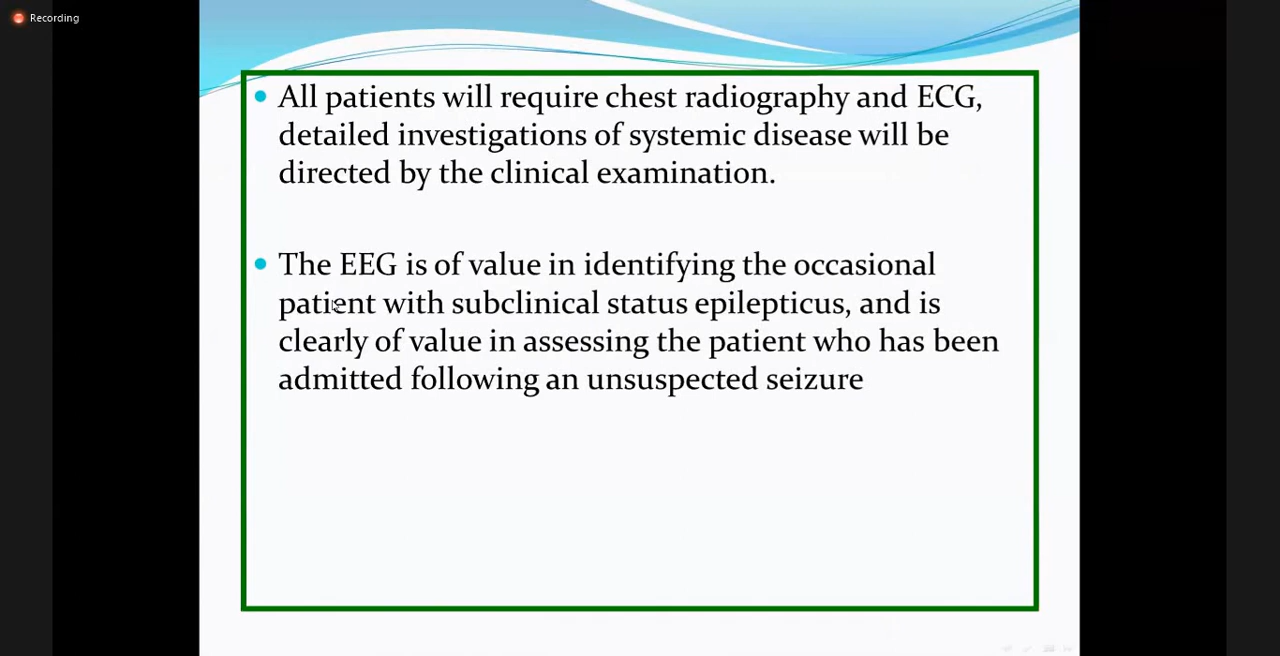 Recording
All patients will require chest radiography and ECG,
detailed investigations of systemic disease will be
directed by the clinical examination.
The EEG is of value in identifying the occasional
patient with subclinical status epilepticus, and is
clearly of value in assessing the patient who has been
admitted following an unsuspected seizure